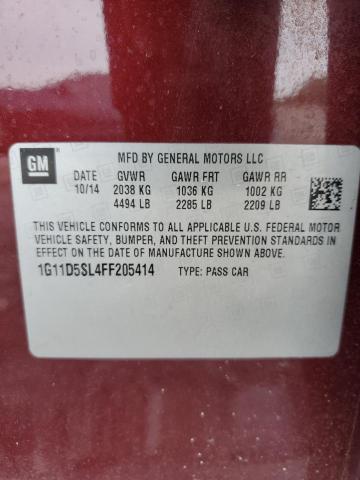 GM
MFD BY GENERAL MOTORS LLC
DATE GVWR GAWR FRT GAWR RR
10/14 2038 KG 1036 KG 1002 KG
4494 LB 2285 LB 2209 LB
THIS VEHICLE CONFORMS TO ALL APPLICABLE U.S. FEDERAL MOTOR
VEHICLE SAFETY, BUMPER, AND THEFT PREVENTION STANDARDS IN
EFFECT ON THE DATE OF MANUFACTURE SHOWN ABOVE.
1G11D5SL4FF205414 TYPE: PASS CAR